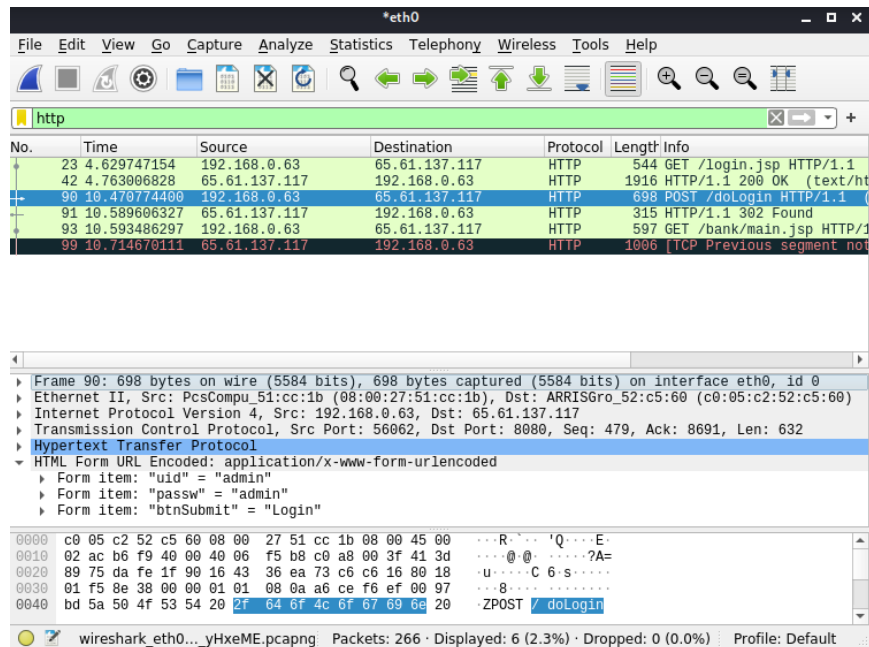 *eth0
File Edit View Go Capture Analyze Statistics Telephony Wireless Tools Help
http
No. Time Source Destination Protocol Length Info
23 4.629747154 192.168.0.63 65.61.137.117 HTTP 544 GET /login.jsp HTTP/1.1
42 4.763006828 65.61.137.117 192.168.0.63 HTTP 1916 HTTP/1.1 200 OK (text/ht
90 10.470774400 192.168.0.63 65.61.137.117 HTTP 698 POST /doLogin HTTP/1.1 (
91 10.589606327 65.61.137.117 192.168.0.63 HTTP 315 HTTP/1.1 302 Found
93 10.593486297 192.168.0.63 65.61.137.117 HTTP 597 GET /bank/main.jsp HTTP/1
99 10.714670111 65.61.137.117 192.168.0.63 HTTP 1006 [TCP Previous segment not
Frame 90: 698 bytes on wire (5584 bits), 698 bytes captured (5584 bits) on interface eth0, id 0
Ethernet II, Src: PcsCompu_51:cc:1b (08:00:27:51:cc:1b), Dst: ARRISGro_52:c5:60 (c0:05:c2:52:c5:60)
Internet Protocol Version 4, Src: 192.168.0.63, Dst: 65.61.137.117
Transmission Control Protocol, Src Port: 56062, Dst Port: 8080, Seq: 479, Ack: 8691, Len: 632
Hypertext Transfer Protocol
HTML Form URL Encoded: application/x-www-form-urlencoded
Form item: "uid" = "admin"
Form item: "passw" = "admin"
Form item: "btnSubmit" = "Login"
0000 c0 05 c2 52 c5 60 08 00 27 51 cc 1b 08 00 45 00 ···R·`·· 'Q····E·
0010 02 ac b6 f9 40 00 40 06 f5 b8 c0 a8 00 3f 41 3d ····@·@· ·····?A=
0020 89 75 da fe 1f 90 16 43 36 ea 73 c6 c6 16 80 18 ·u·····C 6·s·····
0030 01 f5 8e 38 00 00 01 01 08 0a a6 ce f6 ef 00 97 ···8···· ········
0040 bd 5a 50 4f 53 54 20 2f 64 6f 4c 6f 67 69 6e 20 ·ZPOST / doLogin
wireshark_eth0..._yHxeME.pcapng Packets: 266 · Displayed: 6 (2.3%) · Dropped: 0 (0.0%) Profile: Default